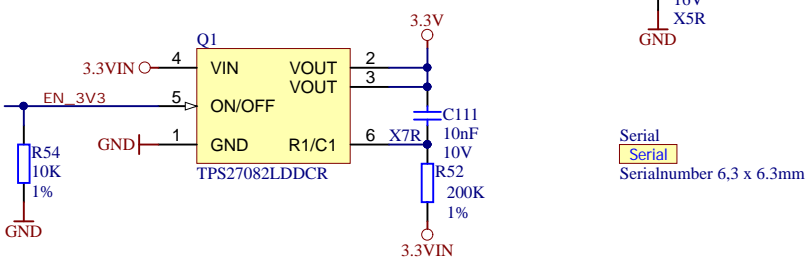 16V
X5R
GND
3.3V
Q1
3.3VIN
4
VIN
VOUT
2
VOUT
3
EN_3V3
5
ON/OFF
C111
10nF
10V
GND
1
GND
R1/C1
6
X7R
R54
10K
1%
GND
TPS27082LDDCR
R52
200K
1%
3.3VIN
Serial
Serial
Serialnumber 6,3 x 6.3mm